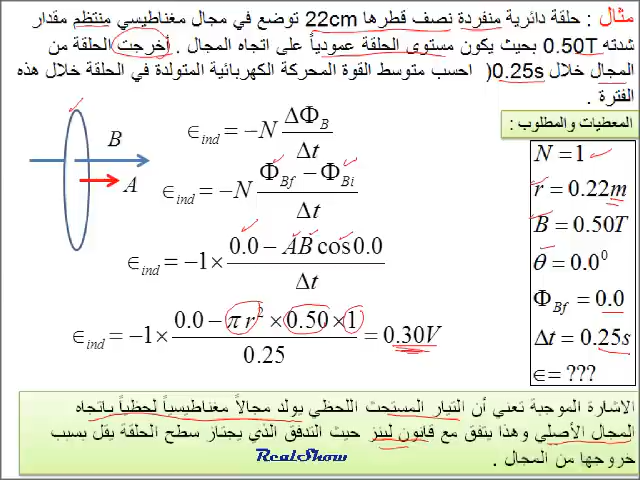 مثال : حلقة دائرية منفردة نصف قطرها 22cm توضع في مجال مغناطيسي منتظم مقدار
شدته 0.50T بحيث يكون مستوى الحلقة عمودياً على اتجاه المجال , أخرجت الحلقة من
المجال خلال 0.25s( احسب متوسط القوة المحركة الكهربائية المتولدة في الحلقة خلال هذه
الفترة .
المعطيات والمطلوب :
B
A
∈ind = −N ΔΦB / Δt
∈ind = −N (ΦBf − ΦBi) / Δt
∈ind = −1 × (0.0 − AB cos 0.0) / Δt
∈ind = −1 × (0.0 − π r² × 0.50 × 1) / 0.25 = 0.30V
N = 1
r = 0.22m
B = 0.50T
θ = 0.0⁰
ΦBf = 0.0
Δt = 0.25s
∈= ???
الاشارة الموجبة تعني أن التيار المستحث اللحظي يولد مجالاً مغناطيسياً لحظياً باتجاه
المجال الأصلي وهذا يتفق مع قانون لينز حيث التدفق الذي يجتاز سطح الحلقة يقل بسبب
خروجها من المجال .
RealShow